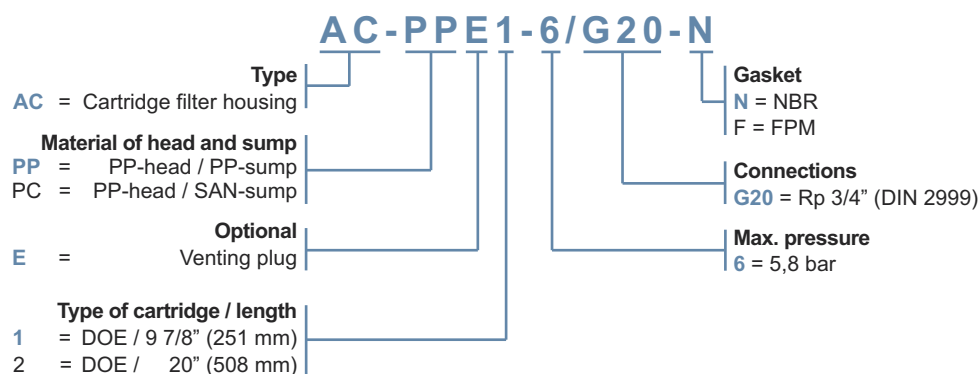 AC-PPE1-6/G20-N
Type
AC = Cartridge filter housing
Material of head and sump
PP = PP-head / PP-sump
PC = PP-head / SAN-sump
Optional
E = Venting plug
Type of cartridge / length
1 = DOE / 9 7/8” (251 mm)
2 = DOE / 20” (508 mm)
Gasket
N = NBR
F = FPM
Connections
G20 = Rp 3/4” (DIN 2999)
Max. pressure
6 = 5,8 bar